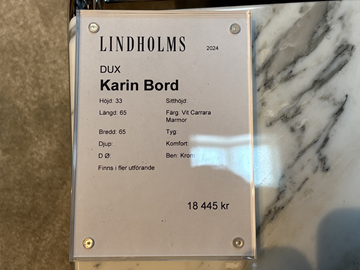 LINDHOLMS 2024
DUX
Karin Bord
Höjd: 33 Sitthöjd:
Längd: 65 Färg: Vit Carrara
Marmor
Bredd: 65 Tyg:
Djup: Komfort:
D Ø: Ben: Krom
Finns i fler utförande
18 445 kr